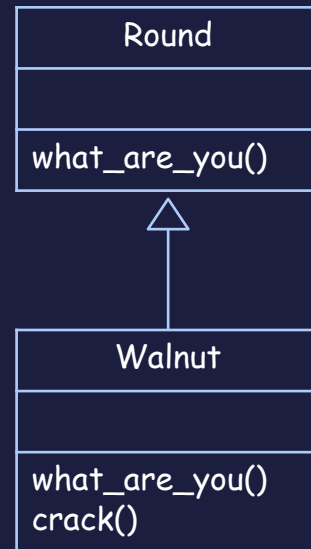 Round
what_are_you()
Walnut
what_are_you()
crack()